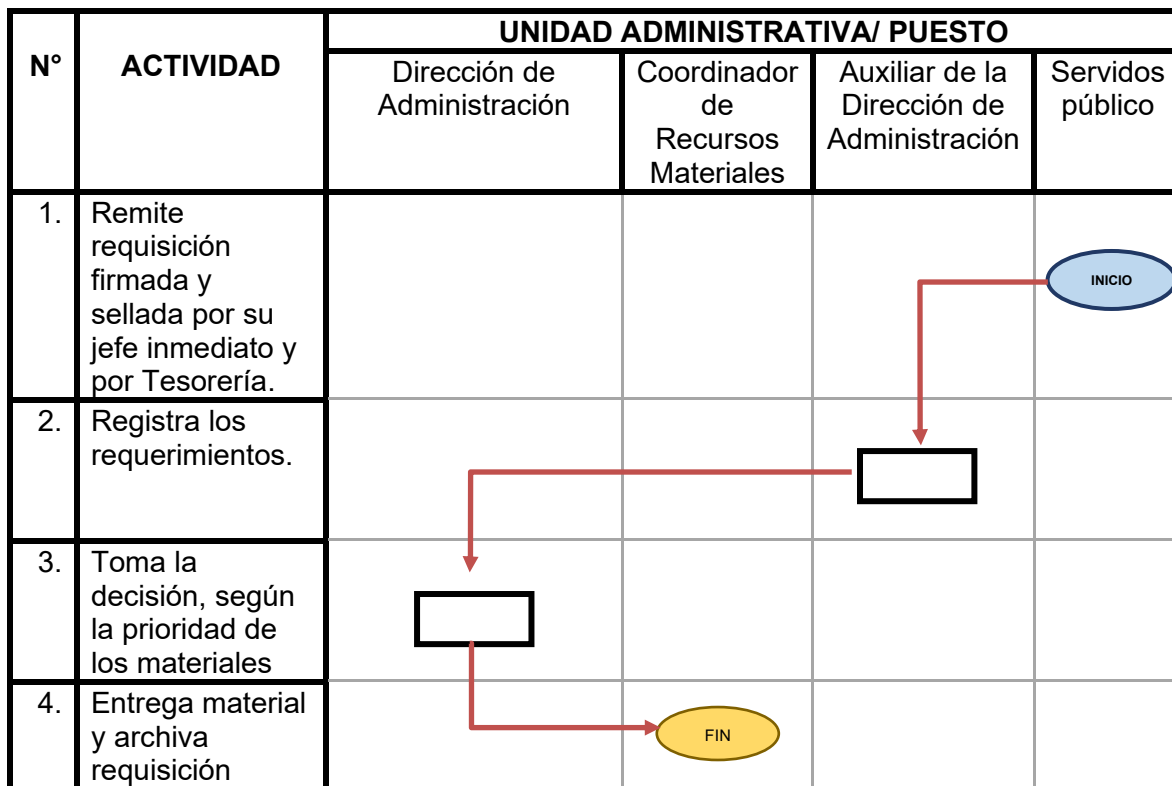 N°
ACTIVIDAD
UNIDAD ADMINISTRATIVA/ PUESTO
Dirección de
Administración
Coordinador
de
Recursos
Materiales
Auxiliar de la
Dirección de
Administración
Servidos
público
1.
Remite
requisición
firmada y
sellada por su
jefe inmediato y
por Tesorería.
INICIO
2.
Registra los
requerimientos.
3.
Toma la
decisión, según
la prioridad de
los materiales
4.
Entrega material
y archiva
requisición
FIN